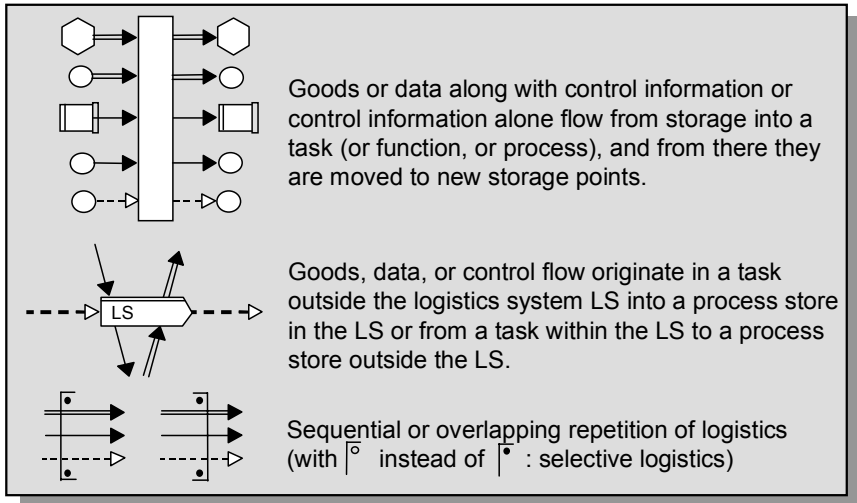 Goods or data along with control information or
control information alone flow from storage into a
task (or function, or process), and from there they
are moved to new storage points.
LS
Goods, data, or control flow originate in a task
outside the logistics system LS into a process store
in the LS or from a task within the LS to a process
store outside the LS.
Sequential or overlapping repetition of logistics
(with instead of : selective logistics)